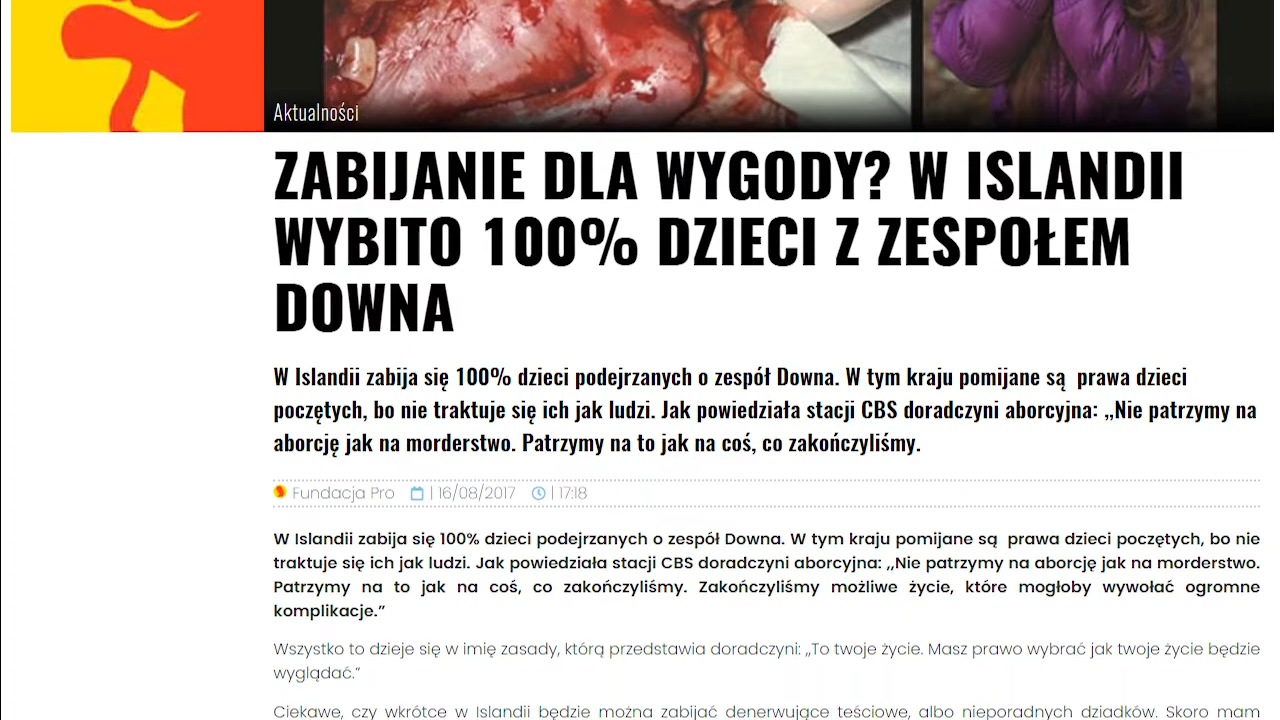 Aktualności
ZABIJANIE DLA WYGODY? W ISLANDII
WYBITO 100% DZIECI Z ZESPOŁEM
DOWNA
W Islandii zabija się 100% dzieci podejrzanych o zespół Downa. W tym kraju pomijane są  prawa dzieci
poczętych, bo nie traktuje się ich jak ludzi. Jak powiedziała stacji CBS doradczyni aborcyjna: ,,Nie patrzymy na
aborcję jak na morderstwo. Patrzymy na to jak na coś, co zakończyliśmy.
Fundacja Pro | 16/08/2017 | 17:18
W Islandii zabija się 100% dzieci podejrzanych o zespół Downa. W tym kraju pomijane są  prawa dzieci poczętych, bo nie
traktuje się ich jak ludzi. Jak powiedziała stacji CBS doradczyni aborcyjna: ,,Nie patrzymy na aborcję jak na morderstwo.
Patrzymy na to jak na coś, co zakończyliśmy. Zakończyliśmy możliwe życie, które mogłoby wywołać ogromne
komplikacje.”
Wszystko to dzieje się w imię zasady, którą przedstawia doradczyni: ,,To twoje życie. Masz prawo wybrać jak twoje życie będzie
wyglądać.”
Ciekawe, czy wkrótce w Islandii będzie można zabijać denerwujące teściowe, albo nieporadnych dziadków. Skoro mam